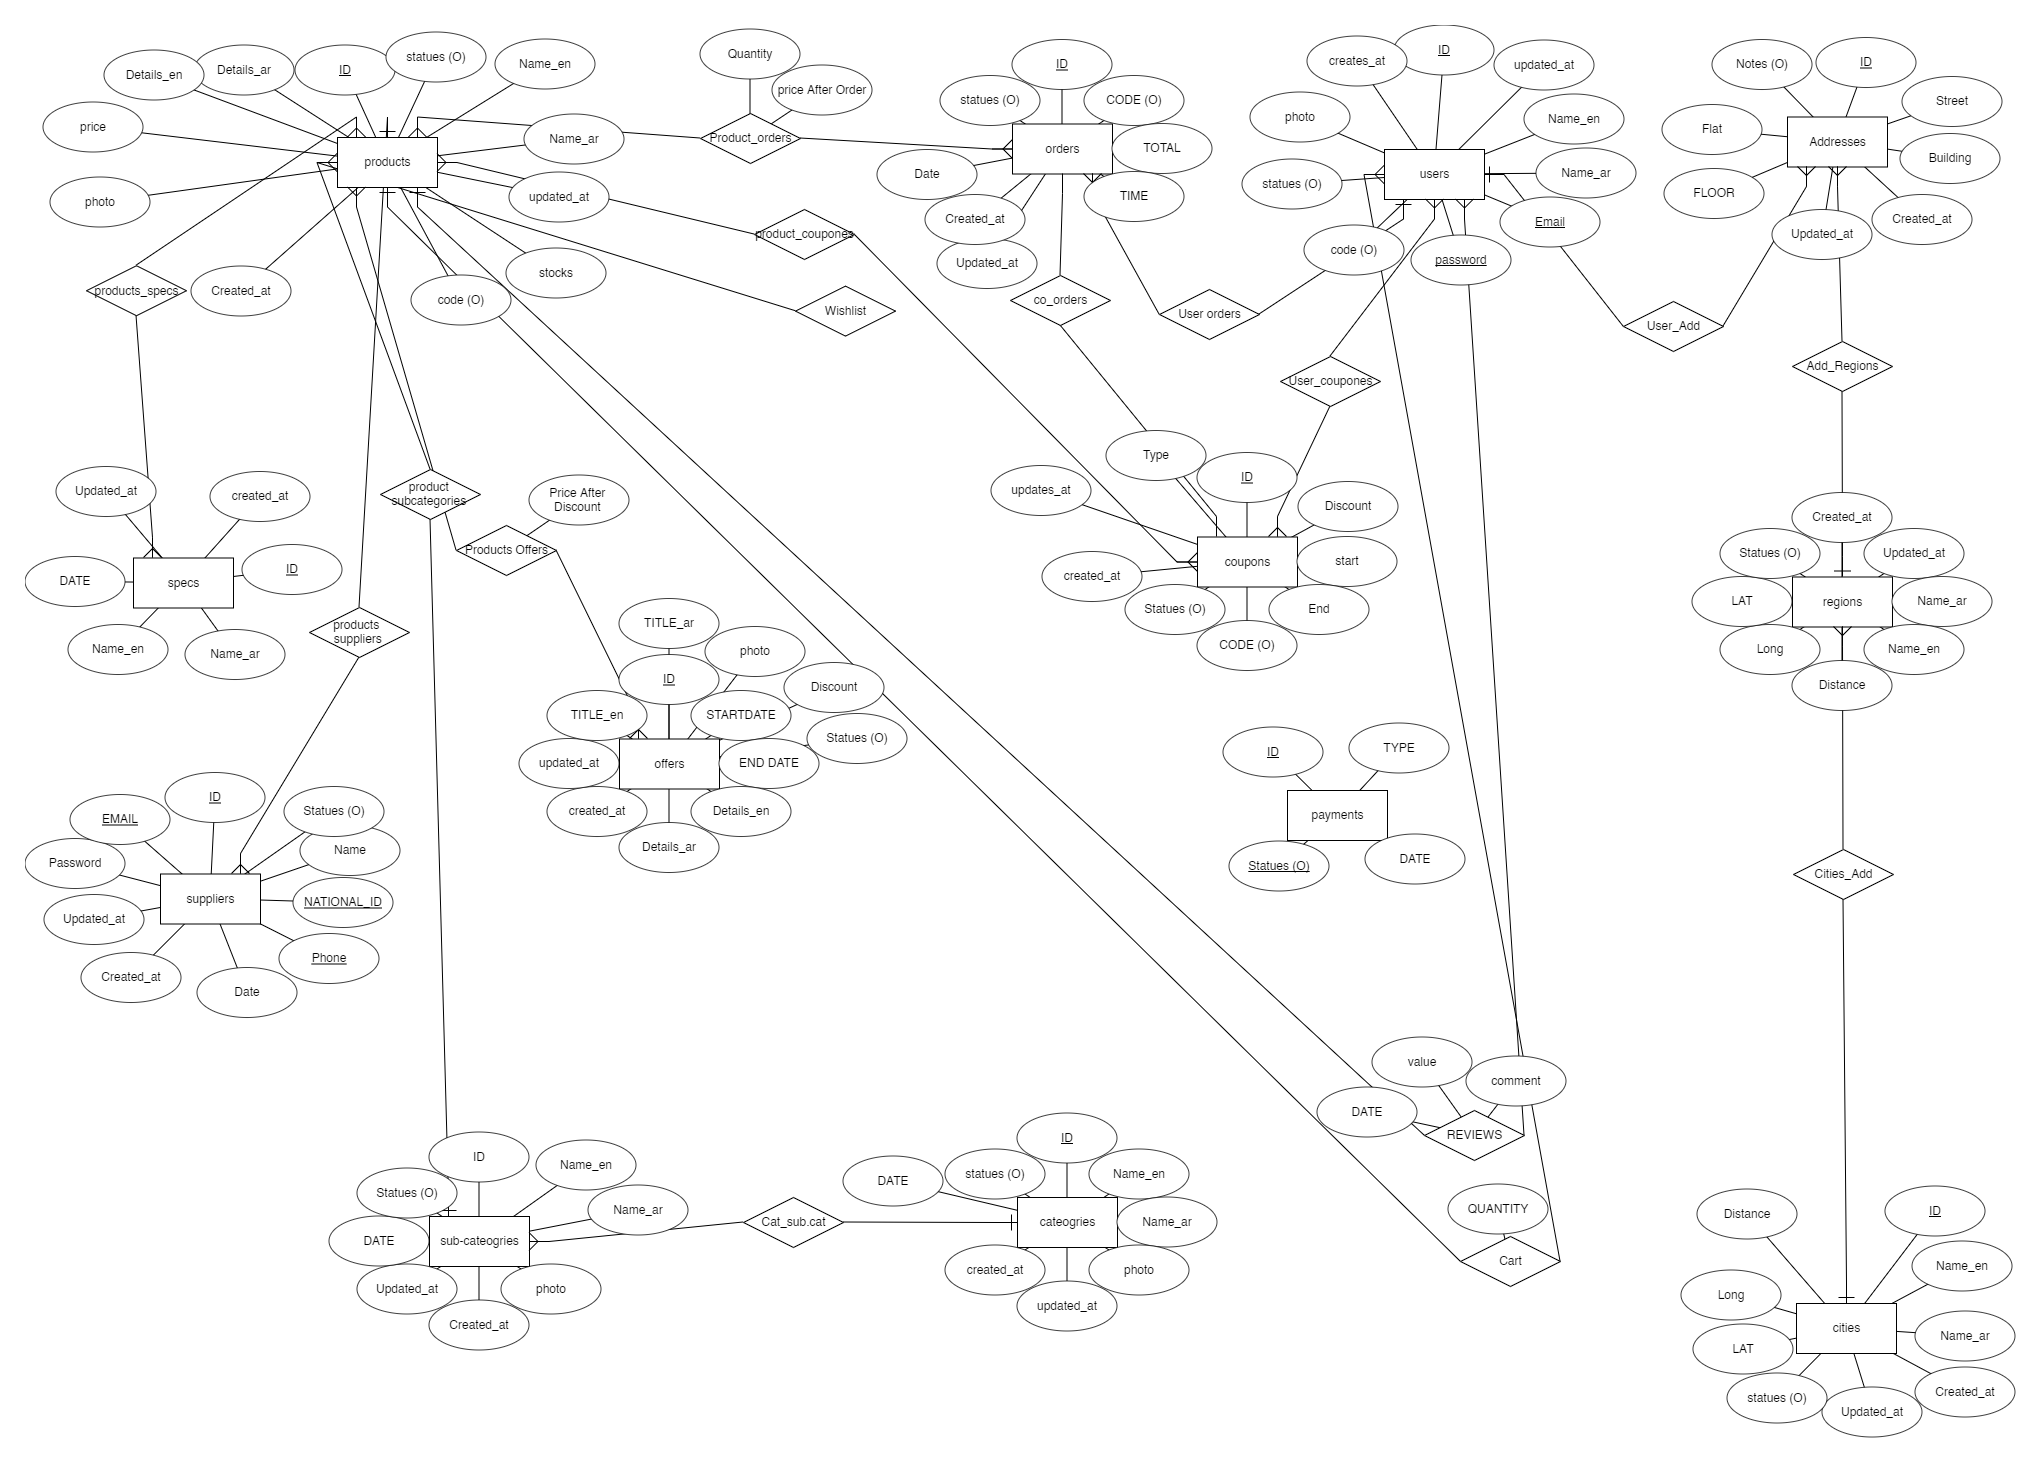 Details_en
Details_ar
ID
statues (O)
Name_en
price
products
Name_ar
photo
updated_at
Created_at
code (O)
stocks
products_specs
Quantity
price After Order
Product_orders
product_coupones
Wishlist
ID
statues (O)
CODE (O)
orders
TOTAL
Date
TIME
Created_at
Updated_at
co_orders
User orders
creates_at
ID
updated_at
photo
Name_en
users
Name_ar
statues (O)
Email
code (O)
password
User_coupones
User_Add
Notes (O)
ID
Street
Flat
Addresses
Building
FLOOR
Created_at
Updated_at
Add_Regions
Updated_at
created_at
DATE
specs
ID
Name_en
Name_ar
products
suppliers
product
subcategories
Price After
Discount
Products Offers
Type
ID
updates_at
Discount
coupons
start
created_at
Statues (O)
End
CODE (O)
Created_at
Statues (O)
Updated_at
LAT
regions
Name_ar
Long
Name_en
Distance
TITLE_ar
photo
ID
Discount
TITLE_en
STARTDATE
Statues (O)
updated_at
offers
END DATE
created_at
Details_en
Details_ar
ID
TYPE
payments
Statues (O)
DATE
ID
EMAIL
Statues (O)
Password
Name
suppliers
NATIONAL_ID
Updated_at
Phone
Created_at
Date
Cities_Add
value
comment
DATE
REVIEWS
QUANTITY
Cart
ID
Name_en
Statues (O)
Name_ar
DATE
sub-cateogries
Updated_at
photo
Created_at
Cat_sub.cat
ID
DATE
statues (O)
Name_en
cateogries
Name_ar
created_at
photo
updated_at
Distance
ID
Name_en
Long
cities
Name_ar
LAT
statues (O)
Created_at
Updated_at